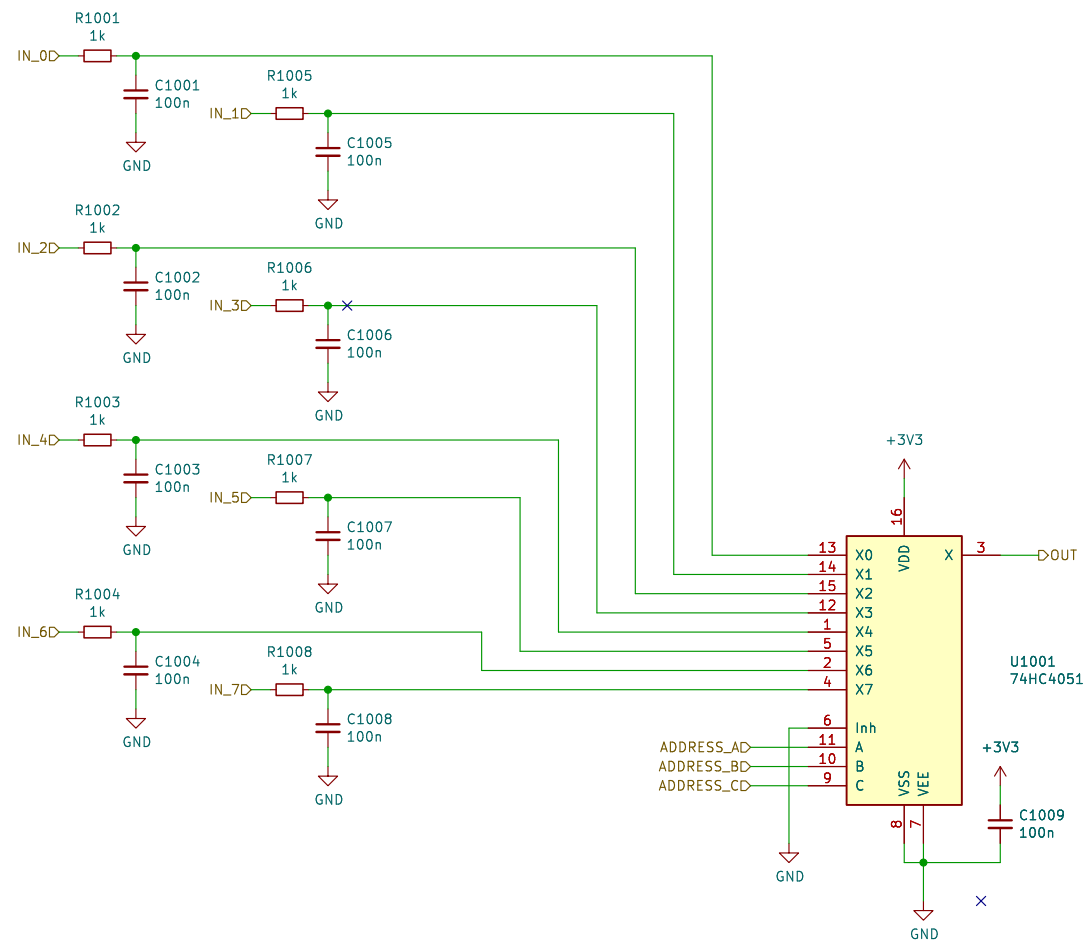 R1001
1k
IN_0
C1001
100n
R1005
1k
IN_1
C1005
100n
GND
GND
R1002
1k
IN_2
C1002
100n
R1006
1k
IN_3
C1006
100n
GND
GND
R1003
1k
IN_4
C1003
100n
R1007
1k
IN_5
C1007
100n
GND
GND
R1004
1k
IN_6
C1004
100n
R1008
1k
IN_7
C1008
100n
GND
GND
+3V3
16
VDD
13 X0
14 X1
15 X2
12 X3
1 X4
5 X5
2 X6
4 X7
X 3 OUT
U1001
74HC4051
6 Inh
ADDRESS_A 11 A
ADDRESS_B 10 B
ADDRESS_C 9 C
VSS
VEE
8
7
+3V3
C1009
100n
GND
GND